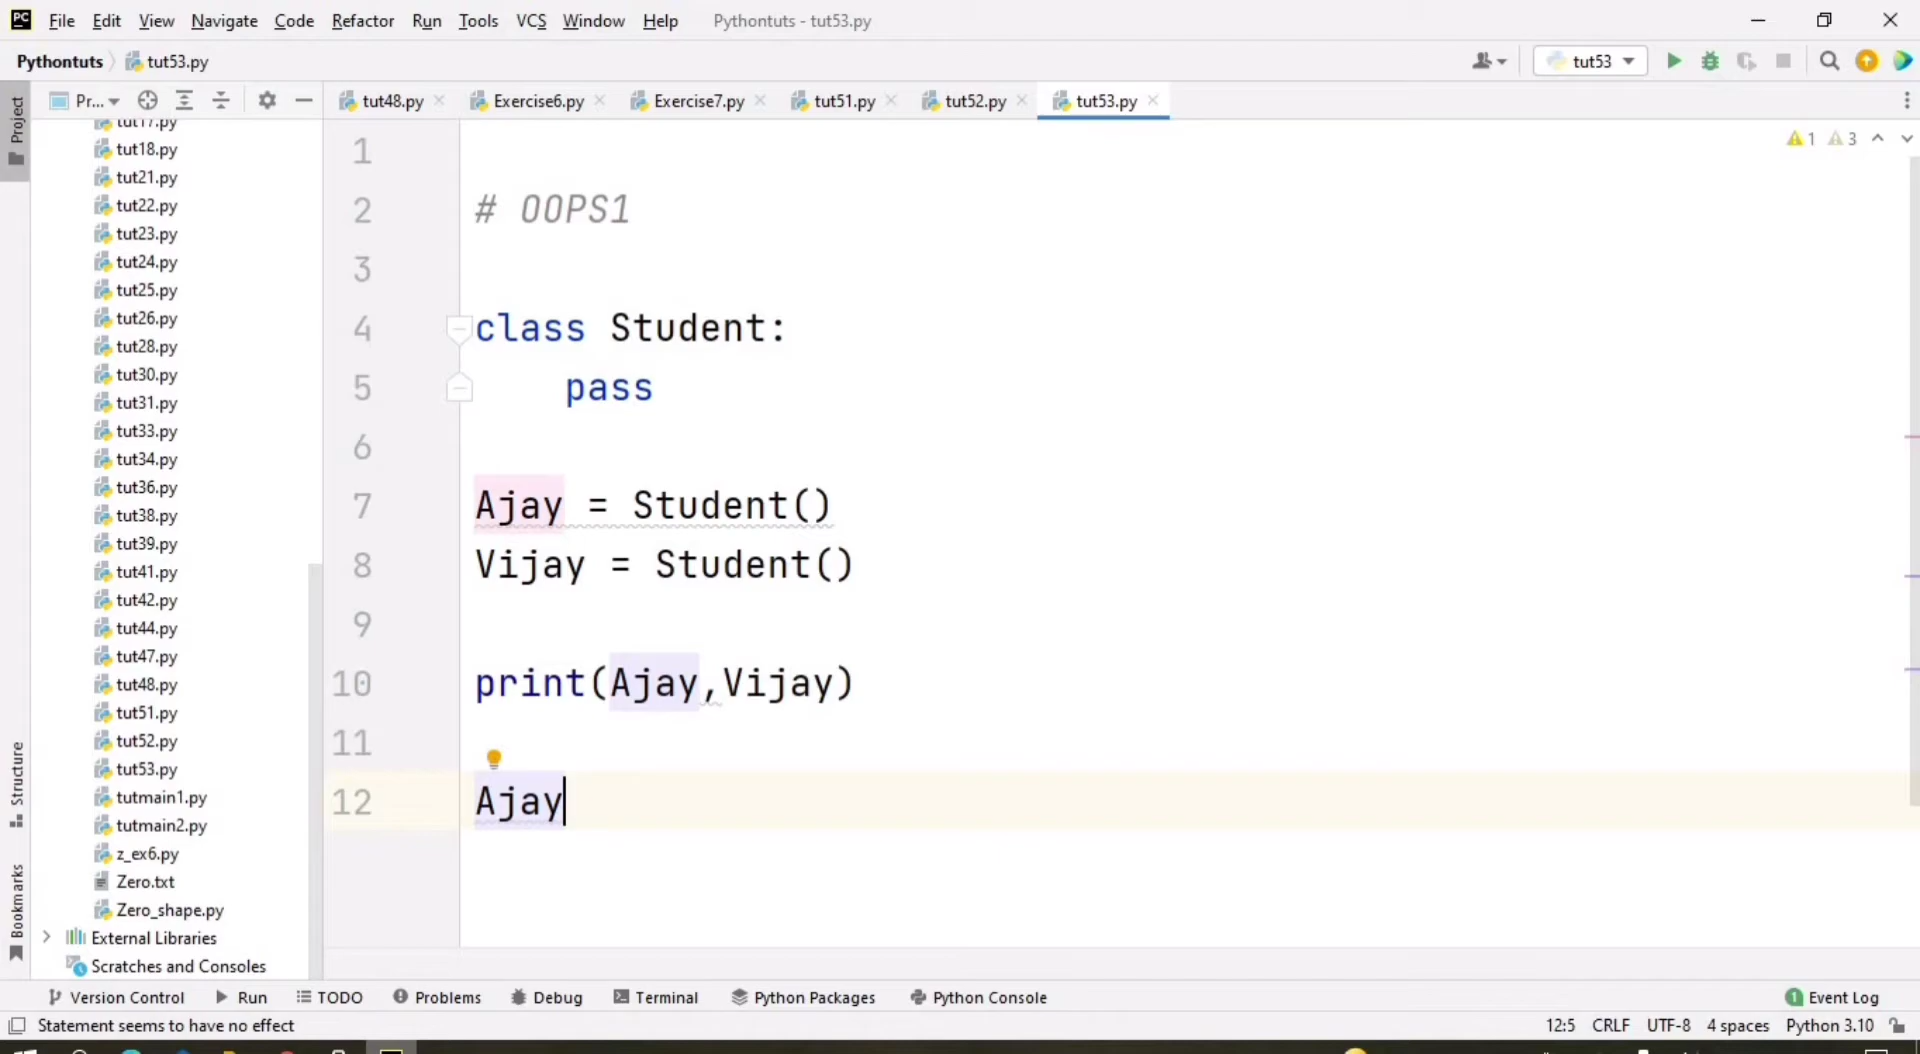 PC File Edit View Navigate Code Refactor Run Tools VCS Window Help Pythontuts - tut53.py
Pythontuts tut53.py tut53
Project Pr... tut48.py Exercise6.py Exercise7.py tut51.py tut52.py tut53.py
tut17.py
tut18.py
tut21.py
tut22.py
tut23.py
tut24.py
tut25.py
tut26.py
tut28.py
tut30.py
tut31.py
tut33.py
tut34.py
tut36.py
tut38.py
tut39.py
tut41.py
tut42.py
tut44.py
tut47.py
tut48.py
tut51.py
tut52.py
tut53.py
tutmain1.py
tutmain2.py
z_ex6.py
Zero.txt
Zero_shape.py
External Libraries
Scratches and Consoles
Structure
Bookmarks
1 3
1
2 # OOPS1
3
4 class Student:
5 pass
6
7 Ajay = Student()
8 Vijay = Student()
9
10 print(Ajay,Vijay)
11
12 Ajay
Version Control Run TODO Problems Debug Terminal Python Packages Python Console 1 Event Log
Statement seems to have no effect 12:5 CRLF UTF-8 4 spaces Python 3.10